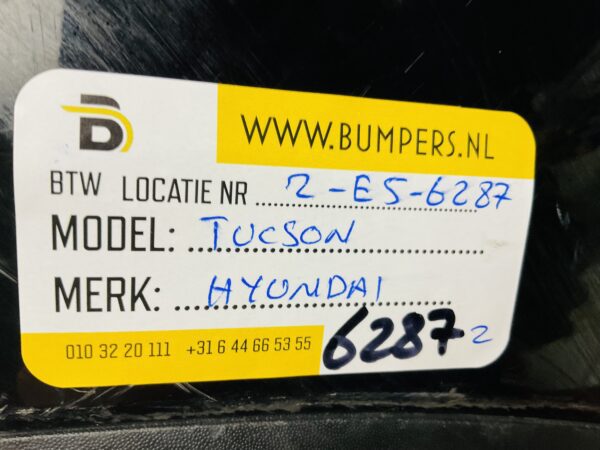 B
WWW.BUMPERS.NL
BTW LOCATIE NR 2-E5-6287
MODEL: TUCSON
MERK: HYUNDAI
010 32 20 111 +31 6 44 66 53 55
6287 2